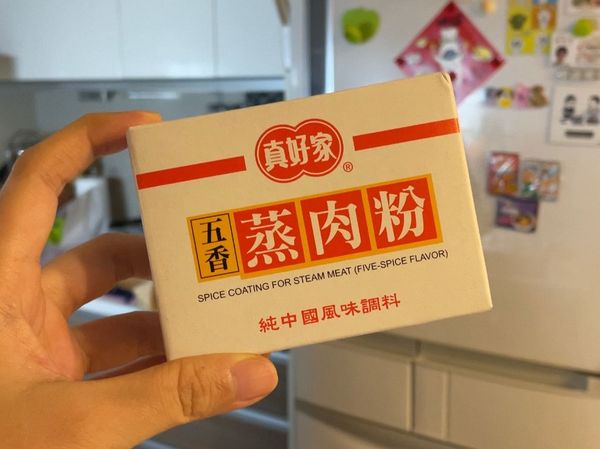 真好家®
五香 蒸肉粉
SPICE COATING FOR STEAM MEAT (FIVE-SPICE FLAVOR)
純中國風味調料